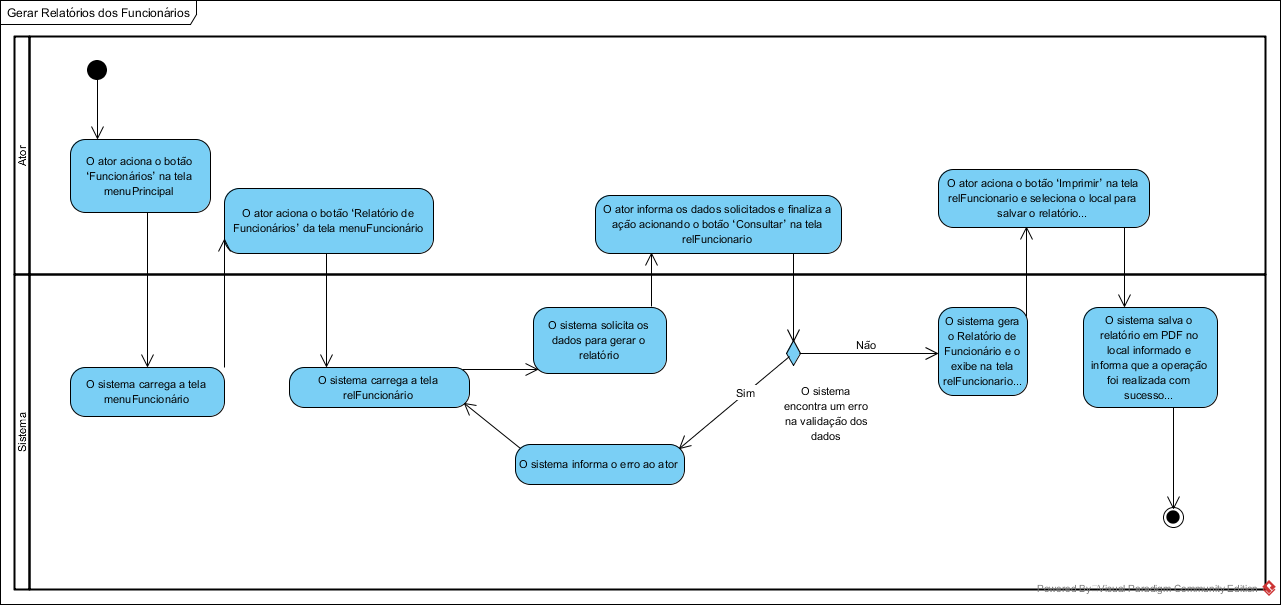 Gerar Relatórios dos Funcionários
Ator
O ator aciona o botão
‘Funcionários’ na tela
menuPrincipal
O ator aciona o botão ‘Relatório de
Funcionários’ da tela menuFuncionário
O ator informa os dados solicitados e finaliza a
ação acionando o botão ‘Consultar’ na tela
relFuncionario
O ator aciona o botão ‘Imprimir’ na tela
relFuncionario e seleciona o local para
salvar o relatório...
Sistema
O sistema carrega a tela
menuFuncionário
O sistema carrega a tela
relFuncionário
O sistema solicita os
dados para gerar o
relatório
O sistema informa o erro ao ator
Sim
Não
O sistema
encontra um erro
na validação dos
dados
O sistema gera
o Relatório de
Funcionário e o
exibe na tela
relFuncionario...
O sistema salva o
relatório em PDF no
local informado e
informa que a operação
foi realizada com
sucesso...
Powered By: Visual Paradigm Community Edition